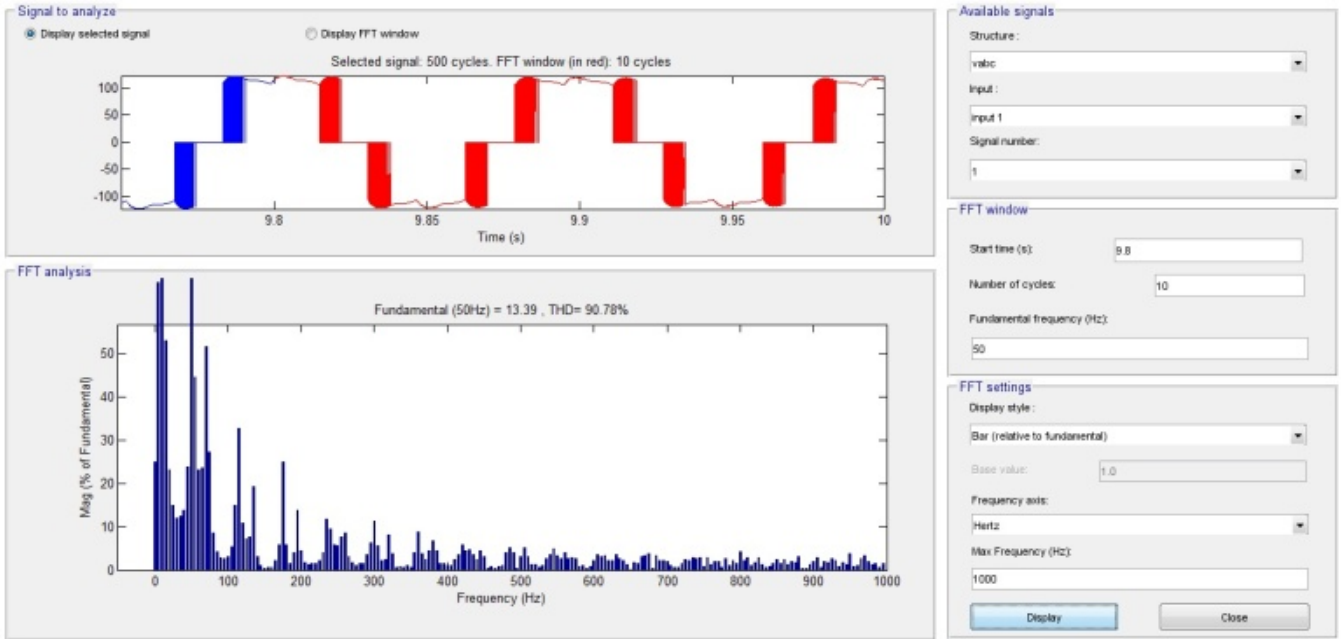 Signal to analyze
Display selected signal
Display FFT window
Selected signal: 500 cycles. FFT window (in red): 10 cycles
100
50
0
-50
-100
9.8
9.85
9.9
9.95
10
Time (s)
FFT analysis
Fundamental (50Hz) = 13.39 , THD= 90.78%
Mag (% of Fundamental)
50
40
30
20
10
0
0
100
200
300
400
500
600
700
800
900
1000
Frequency (Hz)
Available signals
Structure :
vabc
Input :
input 1
Signal number:
1
FFT window
Start time (s):
9.8
Number of cycles:
10
Fundamental frequency (Hz):
50
FFT settings
Display style :
Bar (relative to fundamental)
Base value:
1.0
Frequency axis:
Hertz
Max Frequency (Hz):
1000
Display
Close